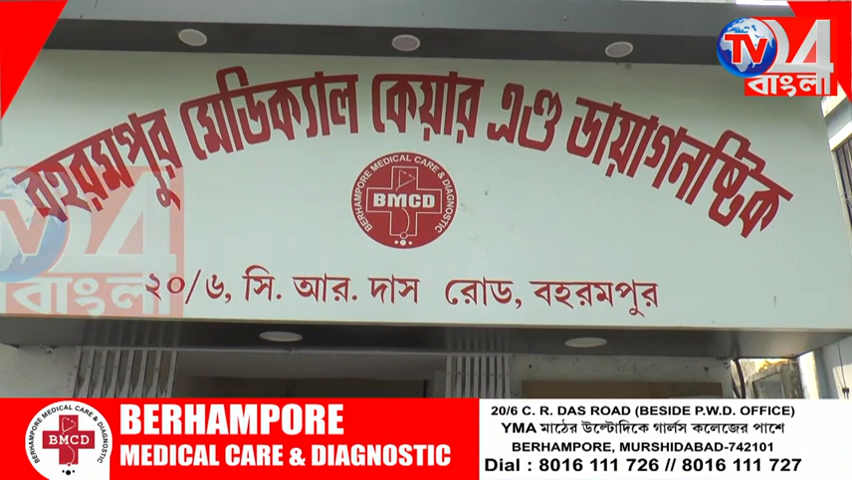 TV 04
বাংলা
বহরমপুর মেডিক্যাল কেয়ার এণ্ড ডায়াগনষ্টিক
BERHAMPORE MEDICAL CARE & DIAGNOSTIC
BMCD
04
বাংলা
২০/৬, সি. আর. দাস রোড, বহরমপুর
BERHAMPORE MEDICAL CARE & DIAGNOSTIC
BMCD
BERHAMPORE
MEDICAL CARE & DIAGNOSTIC
20/6 C. R. DAS ROAD (BESIDE P.W.D. OFFICE)
YMA মাঠের উল্টোদিকে গার্লস কলেজের পাশে
BERHAMPORE, MURSHIDABAD-742101
Dial : 8016 111 726 // 8016 111 727